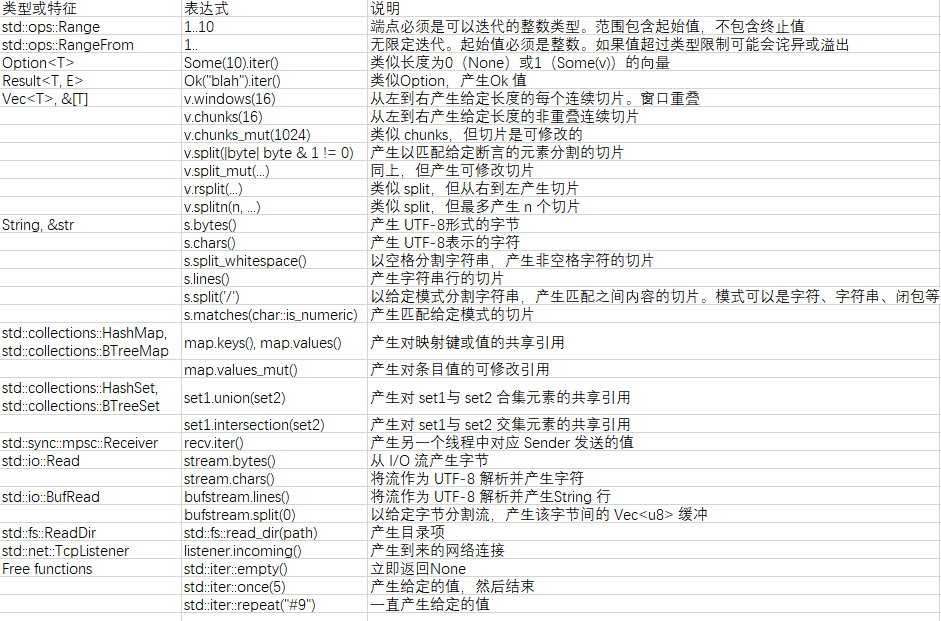 类型或特征 表达式 说明
std::ops::Range 1..10 端点必须是可以迭代的整数类型。范围包含起始值，不包含终止值
std::ops::RangeFrom 1.. 无限定迭代。起始值必须是整数。如果值超过类型限制可能会诧异或溢出
Option<T> Some(10).iter() 类似长度为0（None）或1（Some(v)）的向量
Result<T, E> Ok("blah").iter() 类似Option，产生Ok 值
Vec<T>, &[T] v.windows(16) 从左到右产生给定长度的每个连续切片。窗口重叠
v.chunks(16) 从左到右产生给定长度的非重叠连续切片
v.chunks_mut(1024) 类似 chunks，但切片是可修改的
v.split(|byte| byte & 1 != 0) 产生以匹配给定断言的元素分割的切片
v.split_mut(...) 同上，但产生可修改切片
v.rsplit(...) 类似 split，但从右到左产生切片
v.splitn(n, ...) 类似 split，但最多产生 n 个切片
String, &str s.bytes() 产生 UTF-8形式的字节
s.chars() 产生 UTF-8表示的字符
s.split_whitespace() 以空格分割字符串，产生非空格字符的切片
s.lines() 产生字符串行的切片
s.split('/') 以给定模式分割字符串，产生匹配之间内容的切片。模式可以是字符、字符串、闭包等
s.matches(char::is_numeric) 产生匹配给定模式的切片
std::collections::HashMap,
std::collections::BTreeMap map.keys(), map.values() 产生对映射键或值的共享引用
map.values_mut() 产生对条目值的可修改引用
std::collections::HashSet,
std::collections::BTreeSet set1.union(set2) 产生对 set1与 set2 合集元素的共享引用
set1.intersection(set2) 产生对 set1与 set2 交集元素的共享引用
std::sync::mpsc::Receiver recv.iter() 产生另一个线程中对应 Sender 发送的值
std::io::Read stream.bytes() 从 I/O 流产生字节
stream.chars() 将流作为 UTF-8 解析并产生字符
std::io::BufRead bufstream.lines() 将流作为 UTF-8 解析并产生String 行
bufstream.split(0) 以给定字节分割流，产生该字节间的 Vec<u8> 缓冲
std::fs::ReadDir std::fs::read_dir(path) 产生目录项
std::net::TcpListener listener.incoming() 产生到来的网络连接
Free functions std::iter::empty() 立即返回None
std::iter::once(5) 产生给定的值，然后结束
std::iter::repeat("#9") 一直产生给定的值